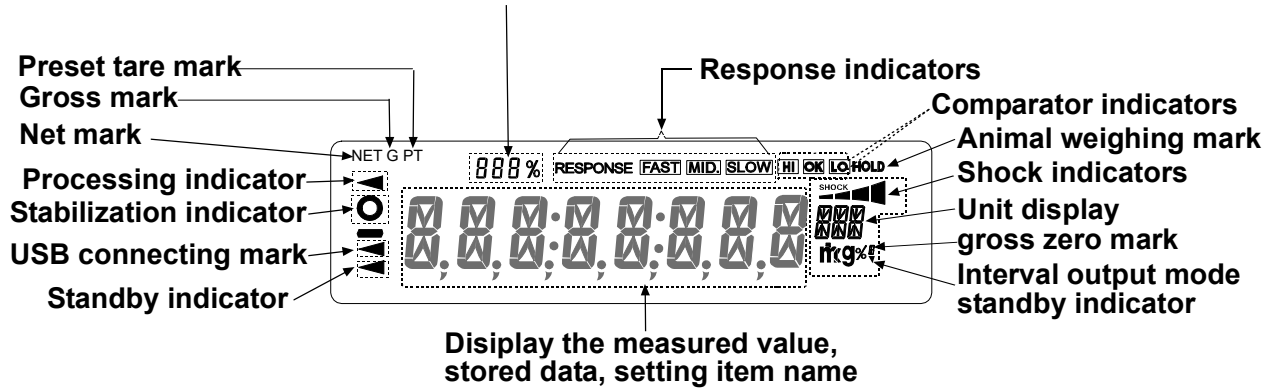 Preset tare mark
Gross mark
Net mark
Processing indicator
Stabilization indicator
USB connecting mark
Standby indicator
Response indicators
Comparator indicators
Animal weighing mark
Shock indicators
Unit display
gross zero mark
Interval output mode
standby indicator
NET G PT
888% RESPONSE FAST MID. SLOW HI OK LO HOLD
SHOCK
Disiplay the measured value,
stored data, setting item name